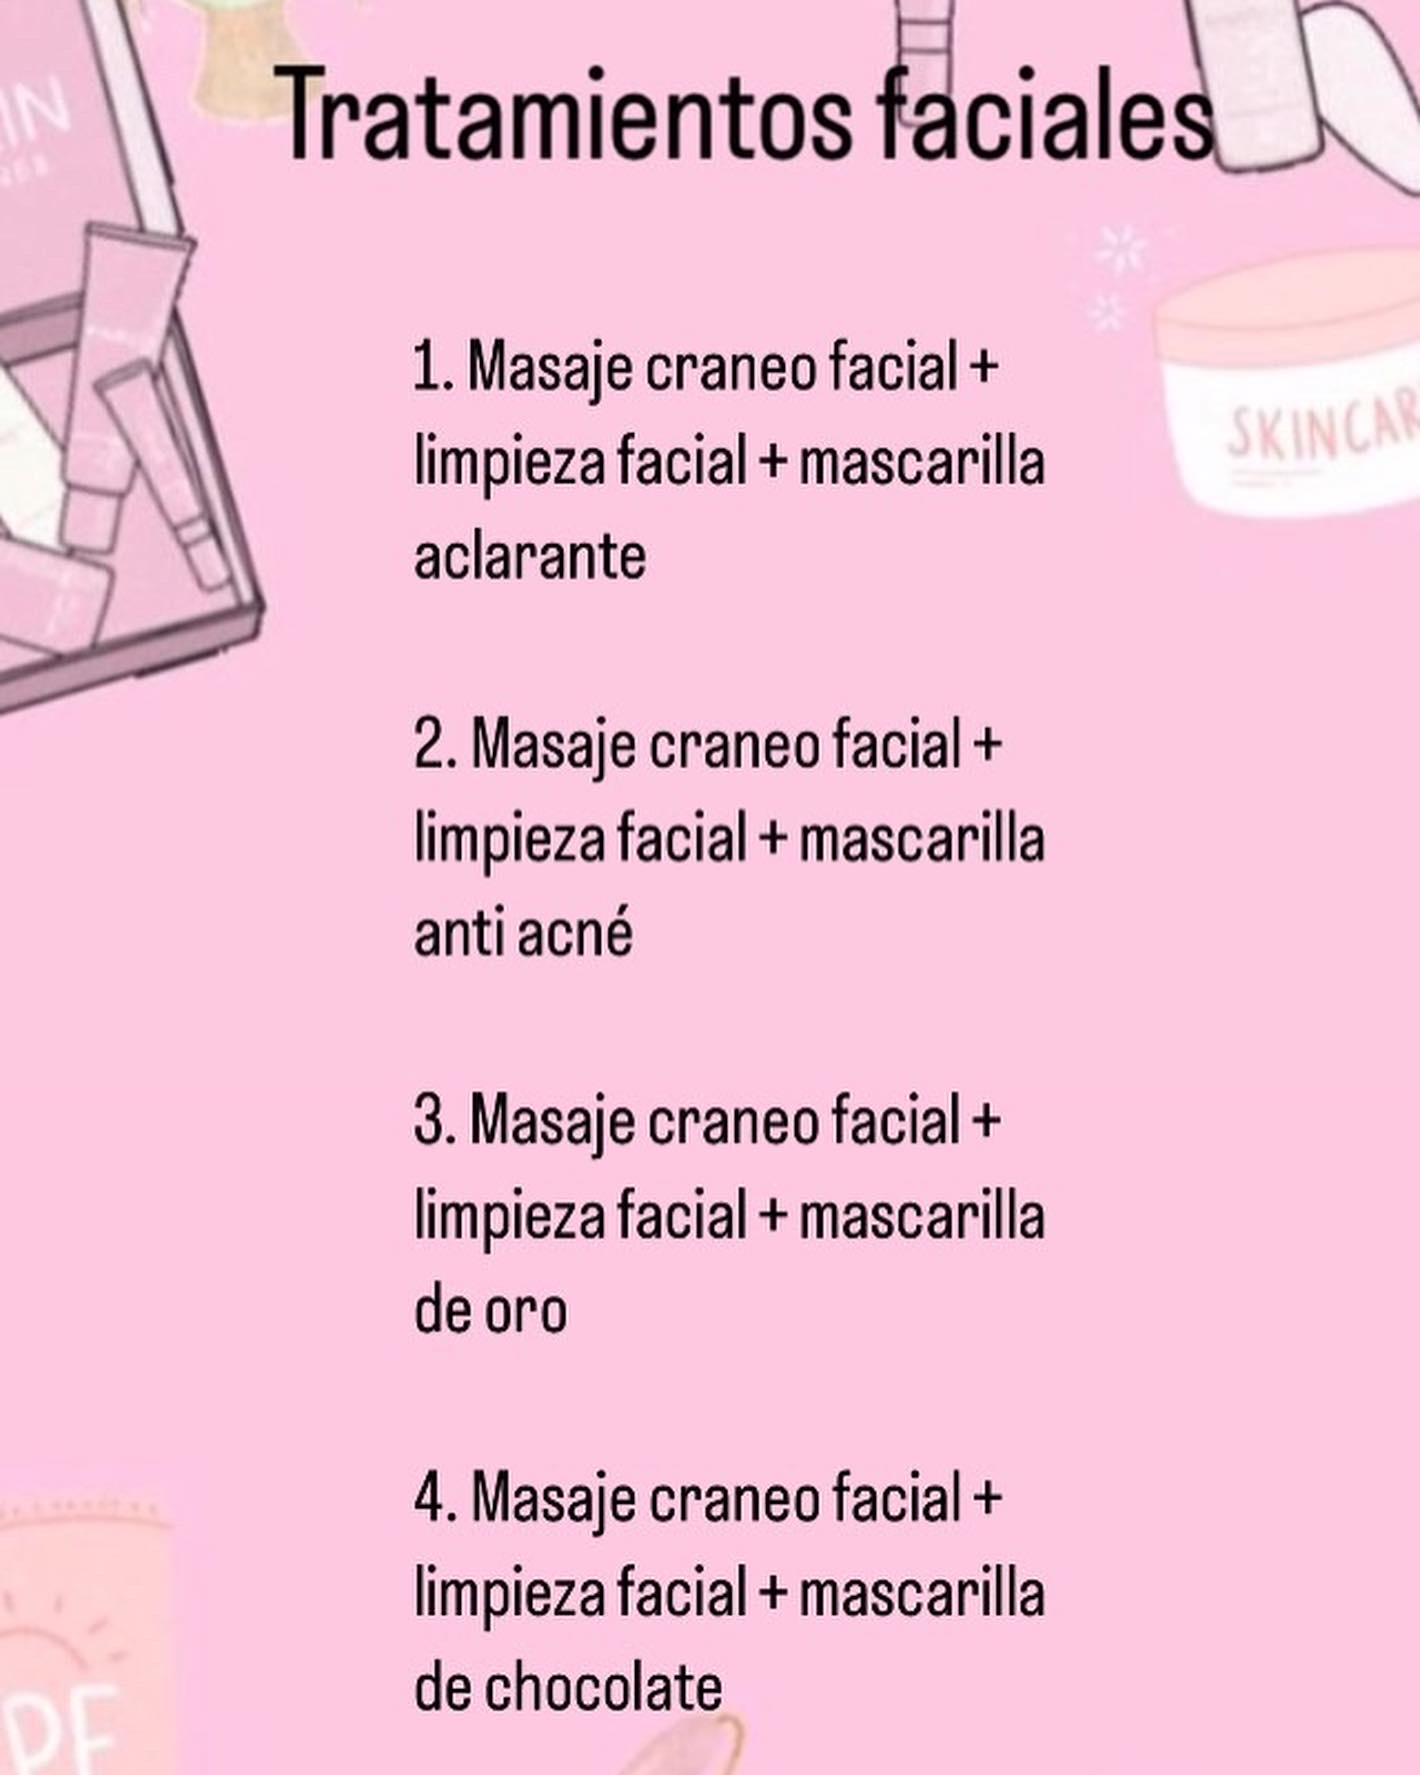 Tratamientos faciales
1. Masaje craneo facial +
limpieza facial + mascarilla
aclarante
SKINCAR
2. Masaje craneo facial +
limpieza facial + mascarilla
anti acné
3. Masaje craneo facial +
limpieza facial + mascarilla
de oro
4. Masaje craneo facial +
limpieza facial + mascarilla
de chocolate
PF